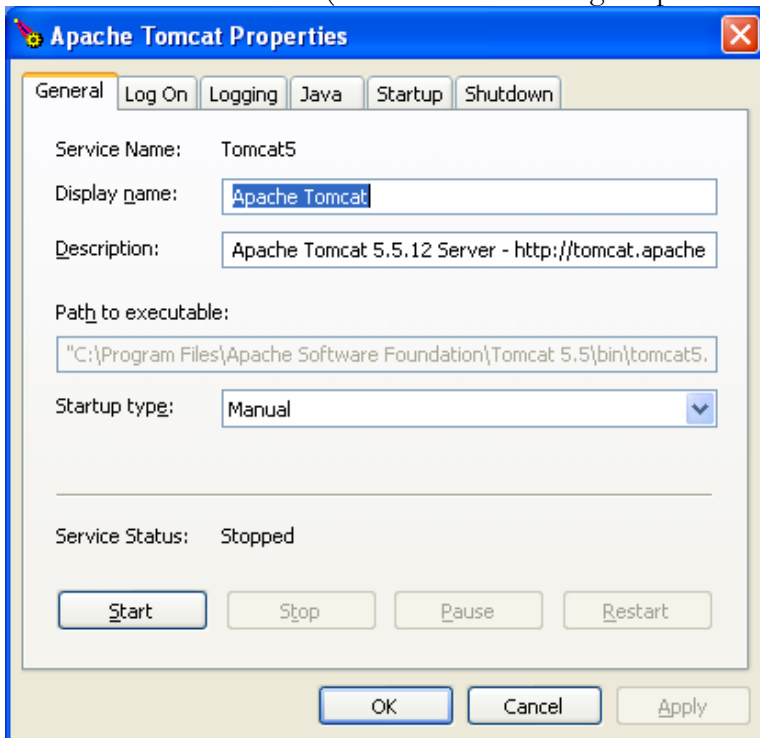 Apache Tomcat Properties
General Log On Logging Java Startup Shutdown
Service Name: Tomcat5
Display name: Apache Tomcat
Description: Apache Tomcat 5.5.12 Server - http://tomcat.apache
Path to executable:
"C:\Program Files\Apache Software Foundation\Tomcat 5.5\bin\tomcat5.
Startup type: Manual
Service Status: Stopped
Start Stop Pause Restart
OK Cancel Apply